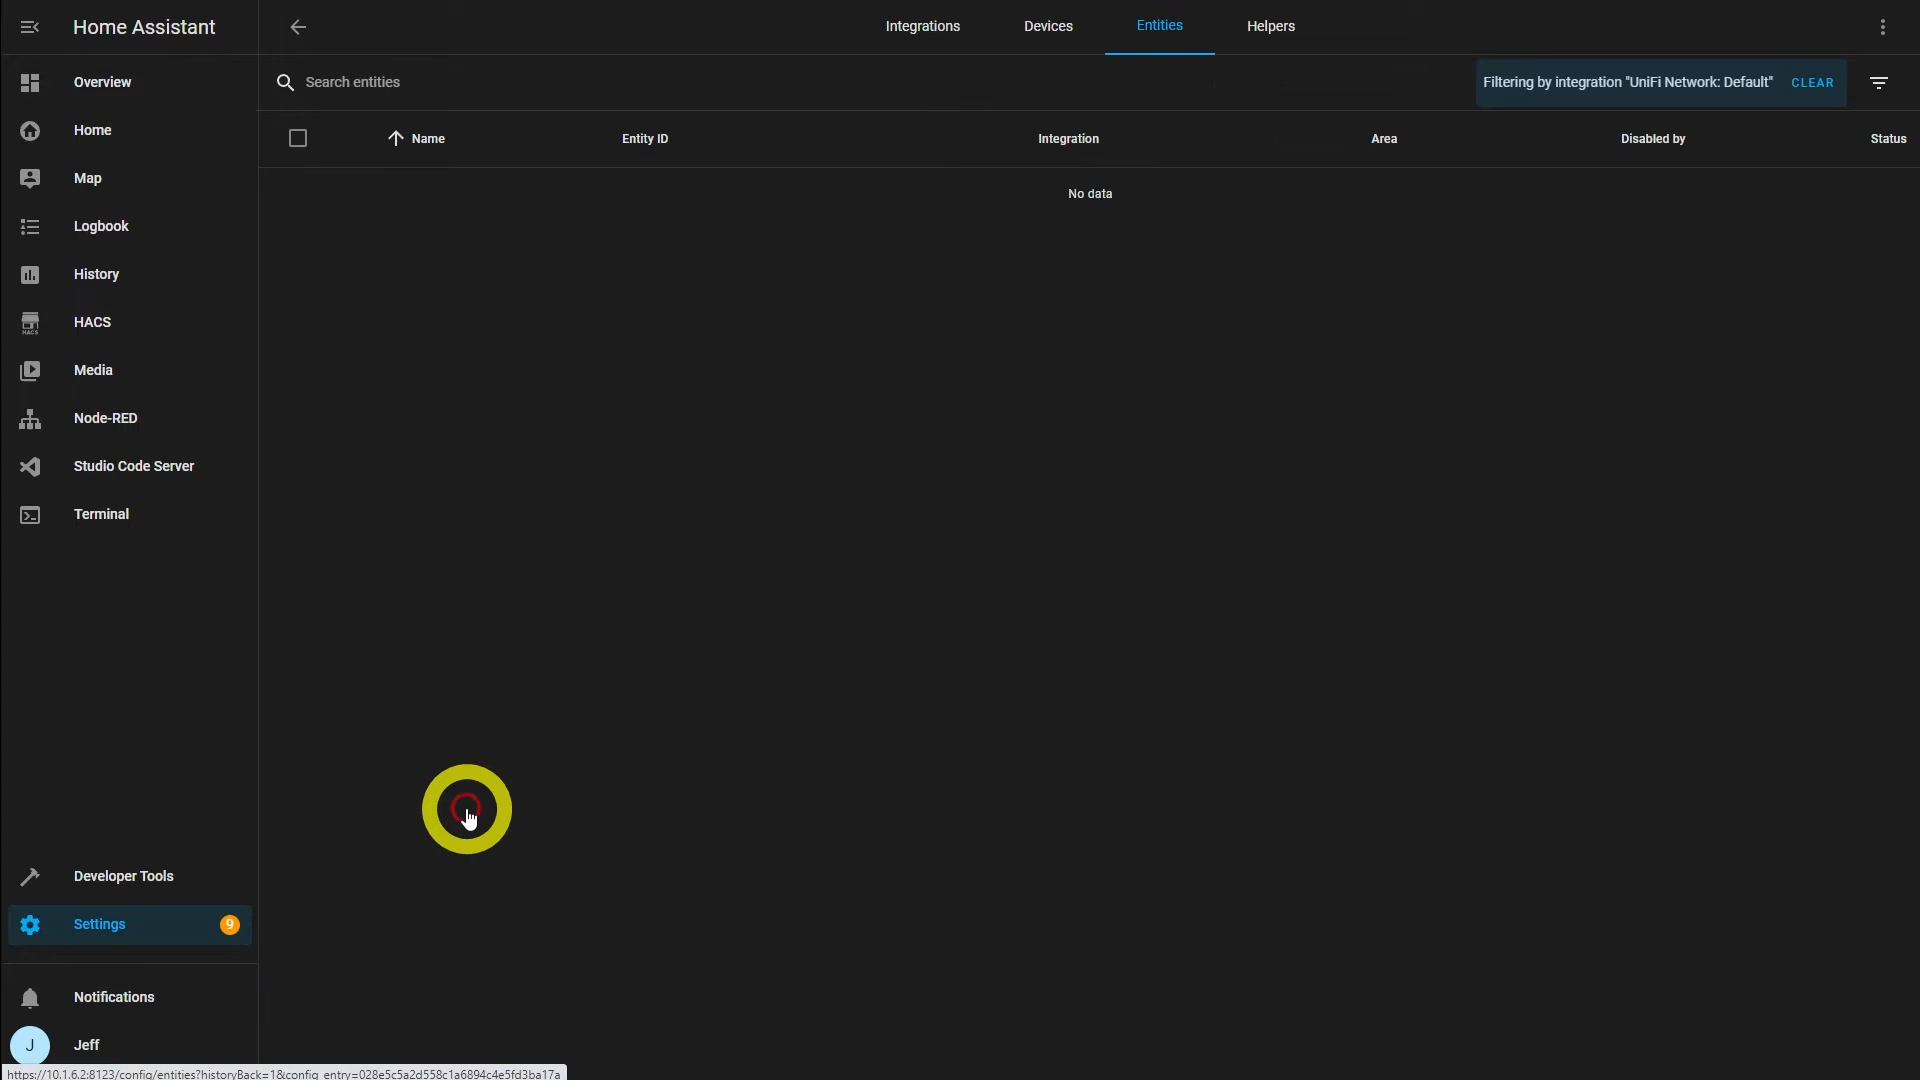 Home Assistant
Integrations
Devices
Entities
Helpers
Overview
Search entities
Filtering by integration "UniFi Network: Default"
CLEAR
Home
Name
Entity ID
Integration
Area
Disabled by
Status
Map
No data
Logbook
History
HACS
HACS
Media
Node-RED
Studio Code Server
Terminal
Developer Tools
Settings
9
Notifications
J
Jeff
https://10.1.6.2:8123/config/entities?historyBack=1&config_entry=028e5c5a2d558c1a6894c4e5fd3ba17a